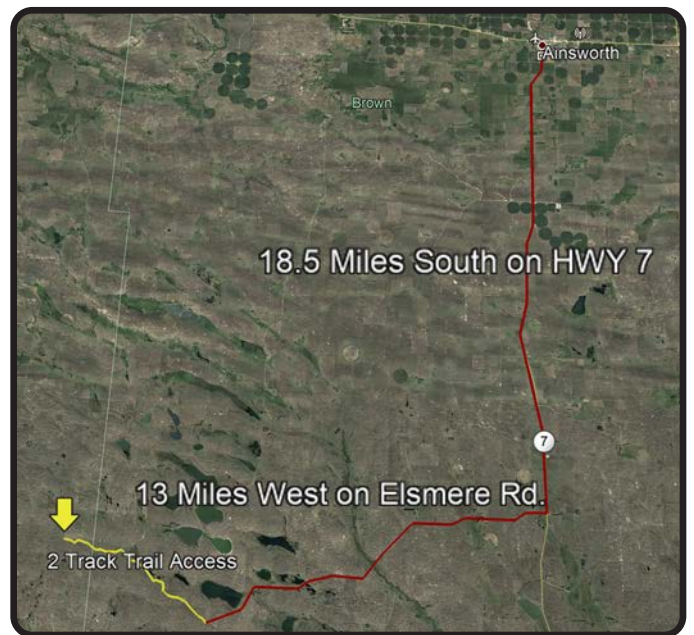 Ainsworth
Brown
18.5 Miles South on HWY 7
7
13 Miles West on Elsmere Rd.
2 Track Trail Access